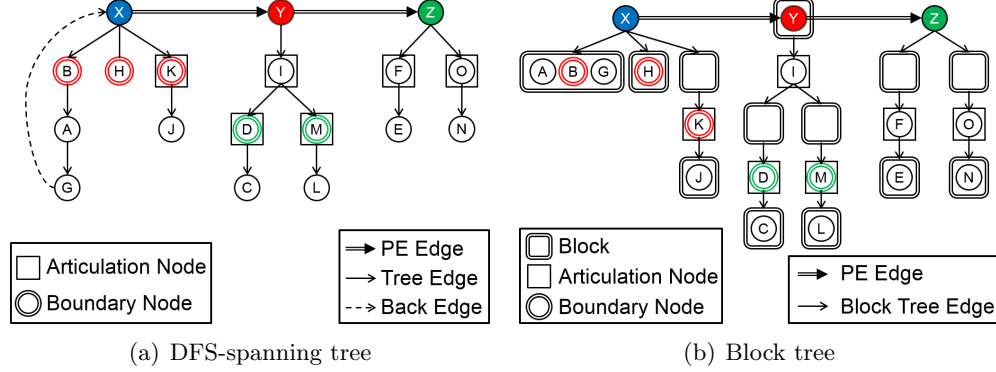 X Y Z
B H K I F O
A J D M E N
G C L
Articulation Node
Boundary Node
PE Edge
Tree Edge
Back Edge
(a) DFS-spanning tree
X Y Z
A B G H I
K F O
J D M E N
C L
Block
Articulation Node
Boundary Node
PE Edge
Block Tree Edge
(b) Block tree